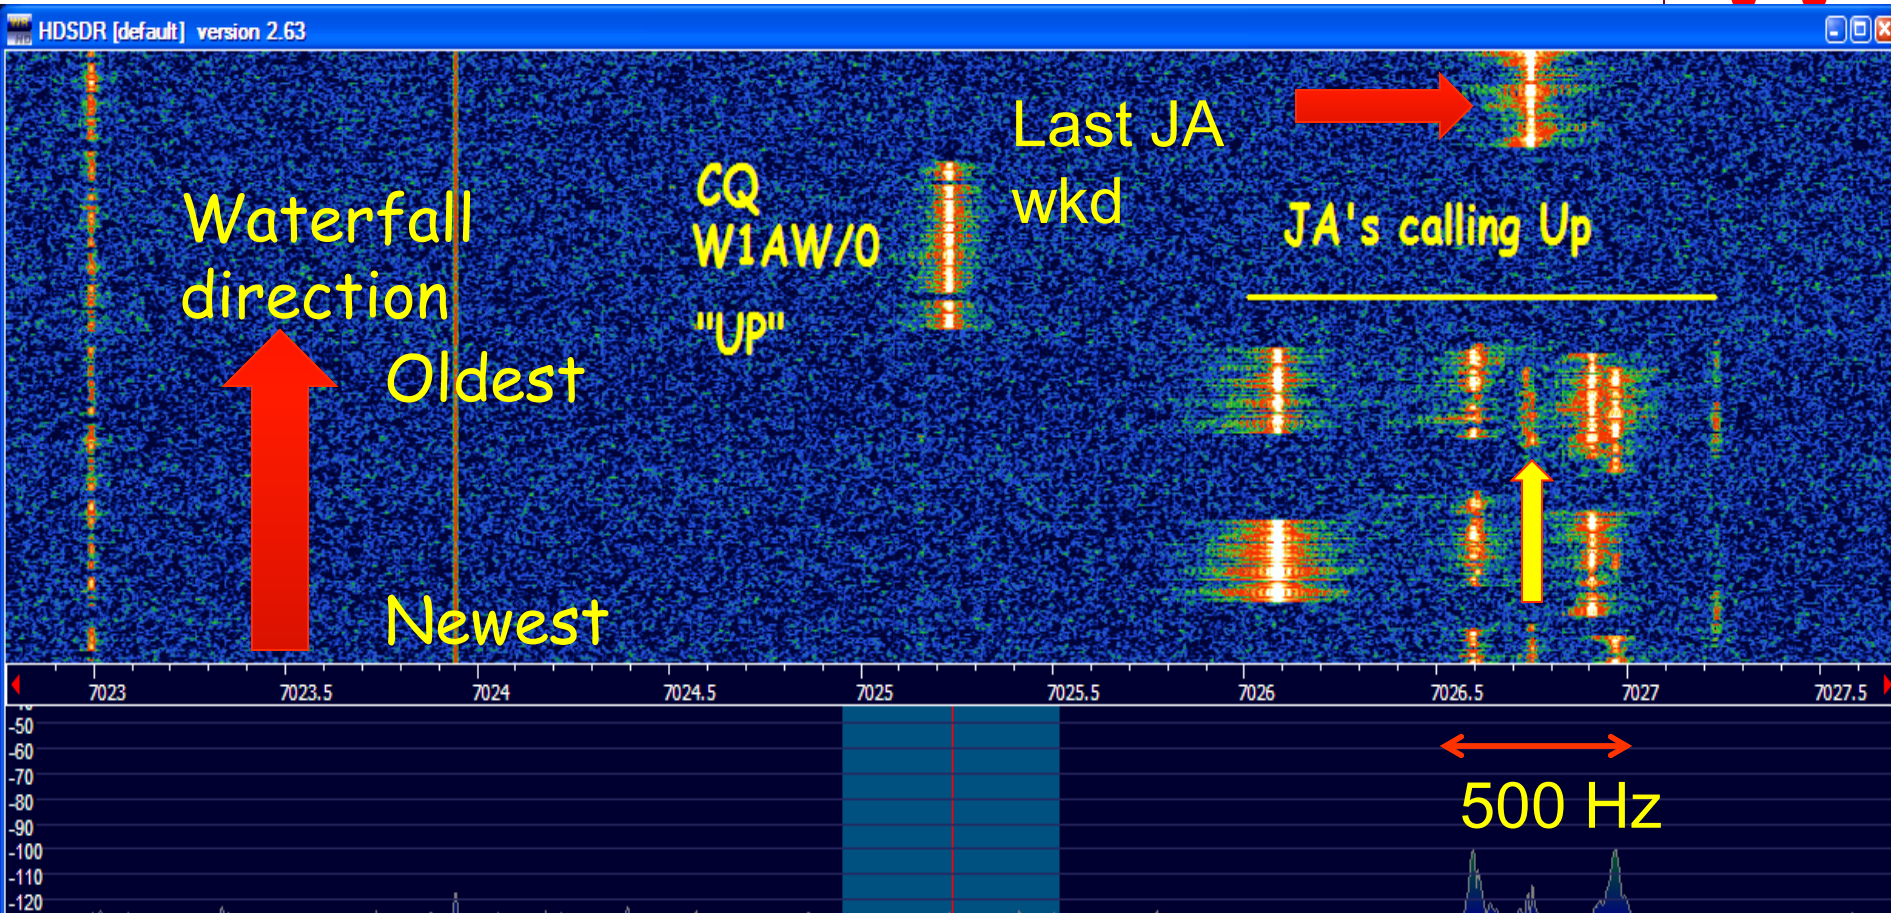 HDSDR [default] version 2.63
Last JA
wkd
CQ
W1AW/0
"UP"
JA's calling Up
Waterfall
direction
Oldest
Newest
7023 7023.5 7024 7024.5 7025 7025.5 7026 7026.5 7027 7027.5
-50
-60
-70
-80
-90
-100
-110
-120
500 Hz